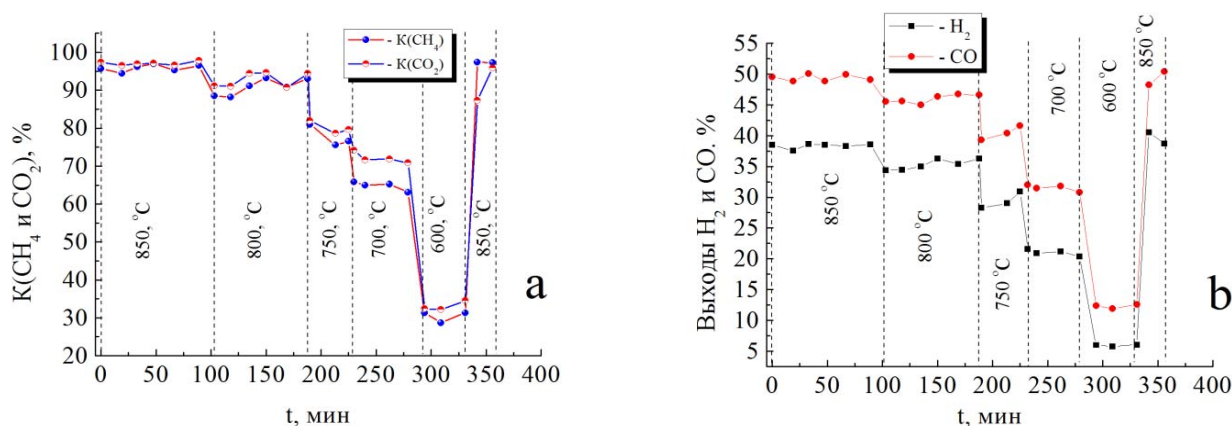 - K(CH₄)
- K(CO₂)
a
100
90
80
70
60
50
40
30
20
K(CH₄ и CO₂), %
850, °C
800, °C
750, °C
700, °C
600, °C
850, °C
0 50 100 150 200 250 300 350 400
t, мин
- H₂
- CO
b
55
50
45
40
35
30
25
20
15
10
5
Выходы H₂ и CO. %
850 °C
800 °C
750 °C
700 °C
600 °C
850 °C
0 50 100 150 200 250 300 350 400
t, мин